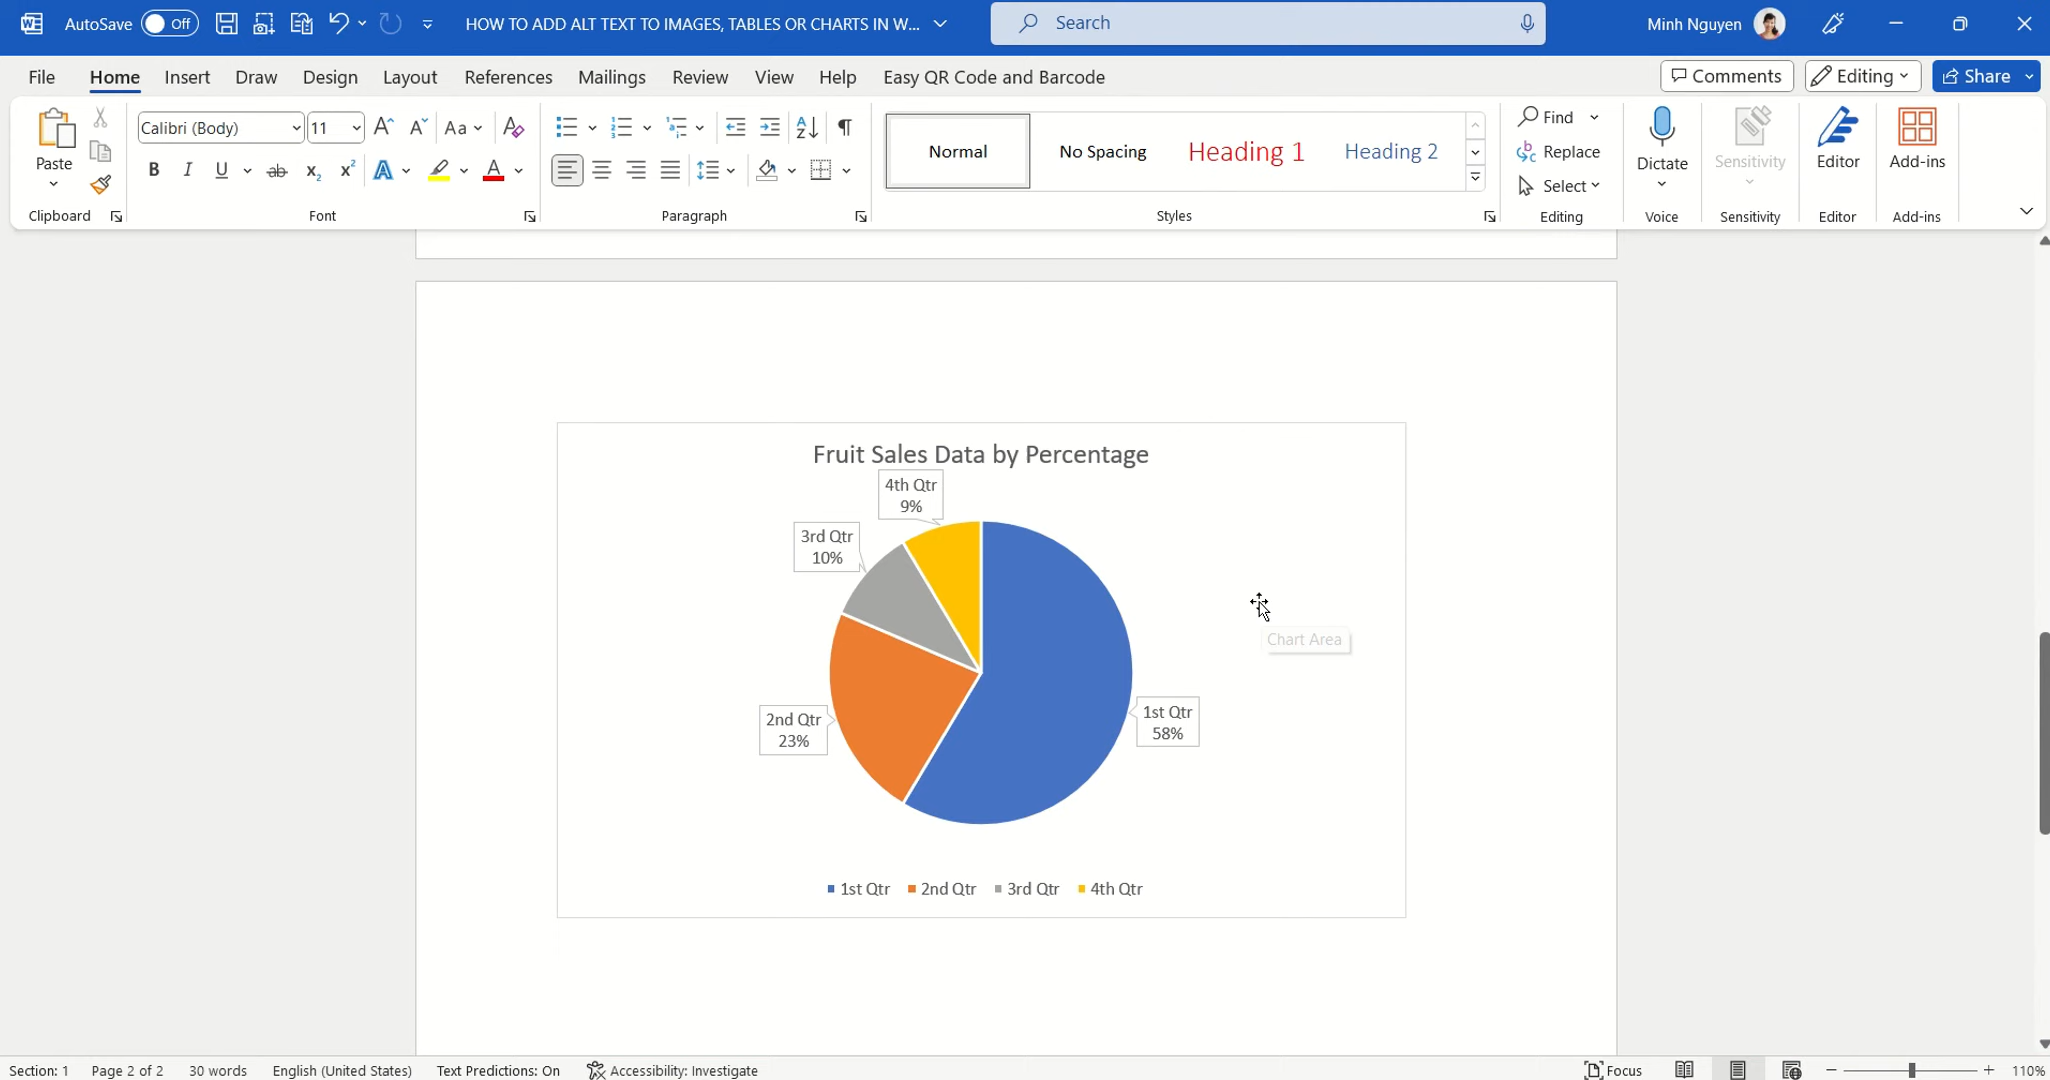 AutoSave Off HOW TO ADD ALT TEXT TO IMAGES, TABLES OR CHARTS IN W... Search Minh Nguyen
File Home Insert Draw Design Layout References Mailings Review View Help Easy QR Code and Barcode Comments Editing Share
Paste
Clipboard
Calibri (Body) 11 Aa
B I U ab x₂ x² A A
Font
Paragraph
Normal No Spacing Heading 1 Heading 2
Styles
Find
Replace
Select
Editing
Dictate
Voice
Sensitivity
Sensitivity
Editor
Editor
Add-ins
Add-ins
Fruit Sales Data by Percentage
4th Qtr
9%
3rd Qtr
10%
Chart Area
2nd Qtr
23%
1st Qtr
58%
1st Qtr 2nd Qtr 3rd Qtr 4th Qtr
Section: 1 Page 2 of 2 30 words English (United States) Text Predictions: On Accessibility: Investigate Focus 110%